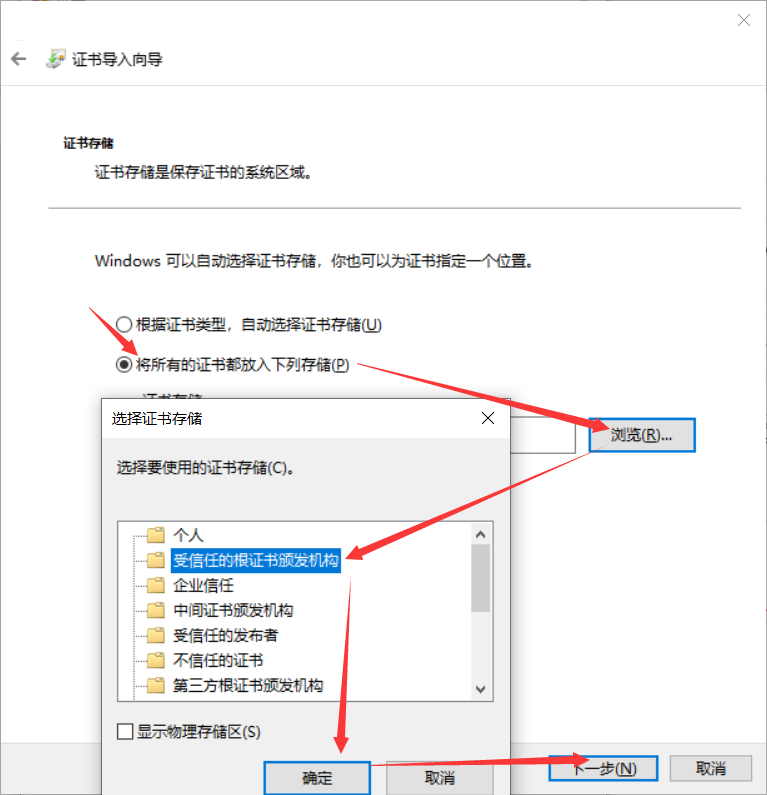 证书导入向导
证书存储
证书存储是保存证书的系统区域。
Windows 可以自动选择证书存储，你也可以为证书指定一个位置。
根据证书类型，自动选择证书存储(U)
将所有的证书都放入下列存储(P)
证书存储
浏览(R)...
选择证书存储
选择要使用的证书存储(C)。
个人
受信任的根证书颁发机构
企业信任
中间证书颁发机构
受信任的发布者
不信任的证书
第三方根证书颁发机构
显示物理存储区(S)
确定
取消
下一步(N)
取消